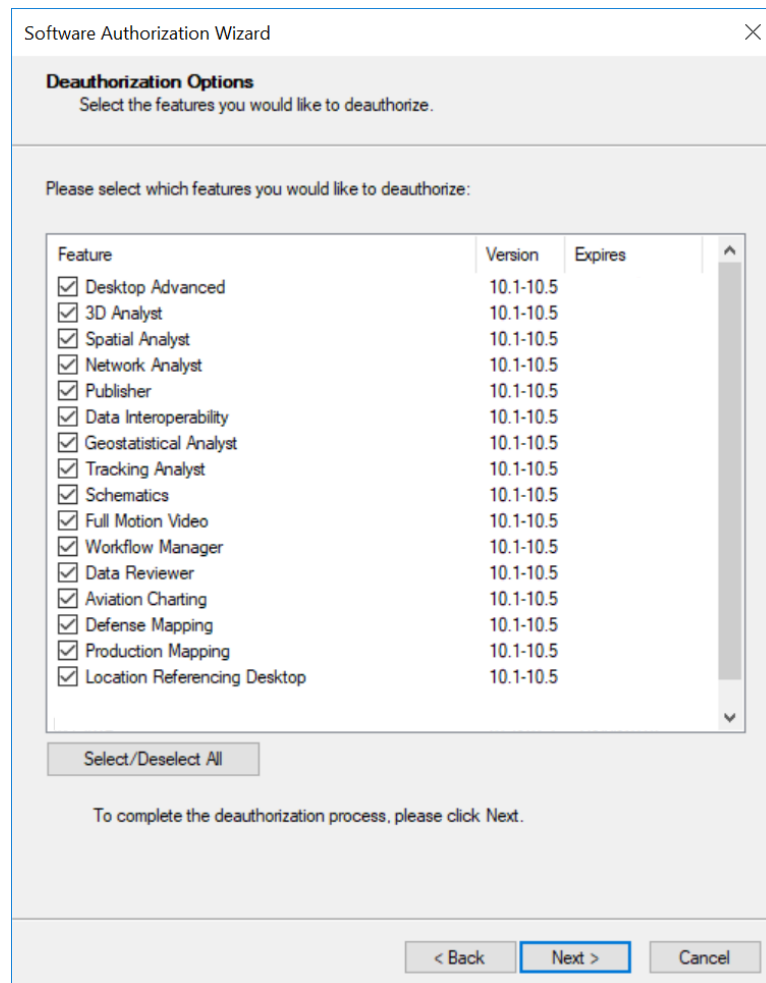 Software Authorization Wizard
Deauthorization Options
Select the features you would like to deauthorize.
Please select which features you would like to deauthorize:
Feature Version Expires
Desktop Advanced 10.1-10.5
3D Analyst 10.1-10.5
Spatial Analyst 10.1-10.5
Network Analyst 10.1-10.5
Publisher 10.1-10.5
Data Interoperability 10.1-10.5
Geostatistical Analyst 10.1-10.5
Tracking Analyst 10.1-10.5
Schematics 10.1-10.5
Full Motion Video 10.1-10.5
Workflow Manager 10.1-10.5
Data Reviewer 10.1-10.5
Aviation Charting 10.1-10.5
Defense Mapping 10.1-10.5
Production Mapping 10.1-10.5
Location Referencing Desktop 10.1-10.5
Select/Deselect All
To complete the deauthorization process, please click Next.
< Back Next > Cancel